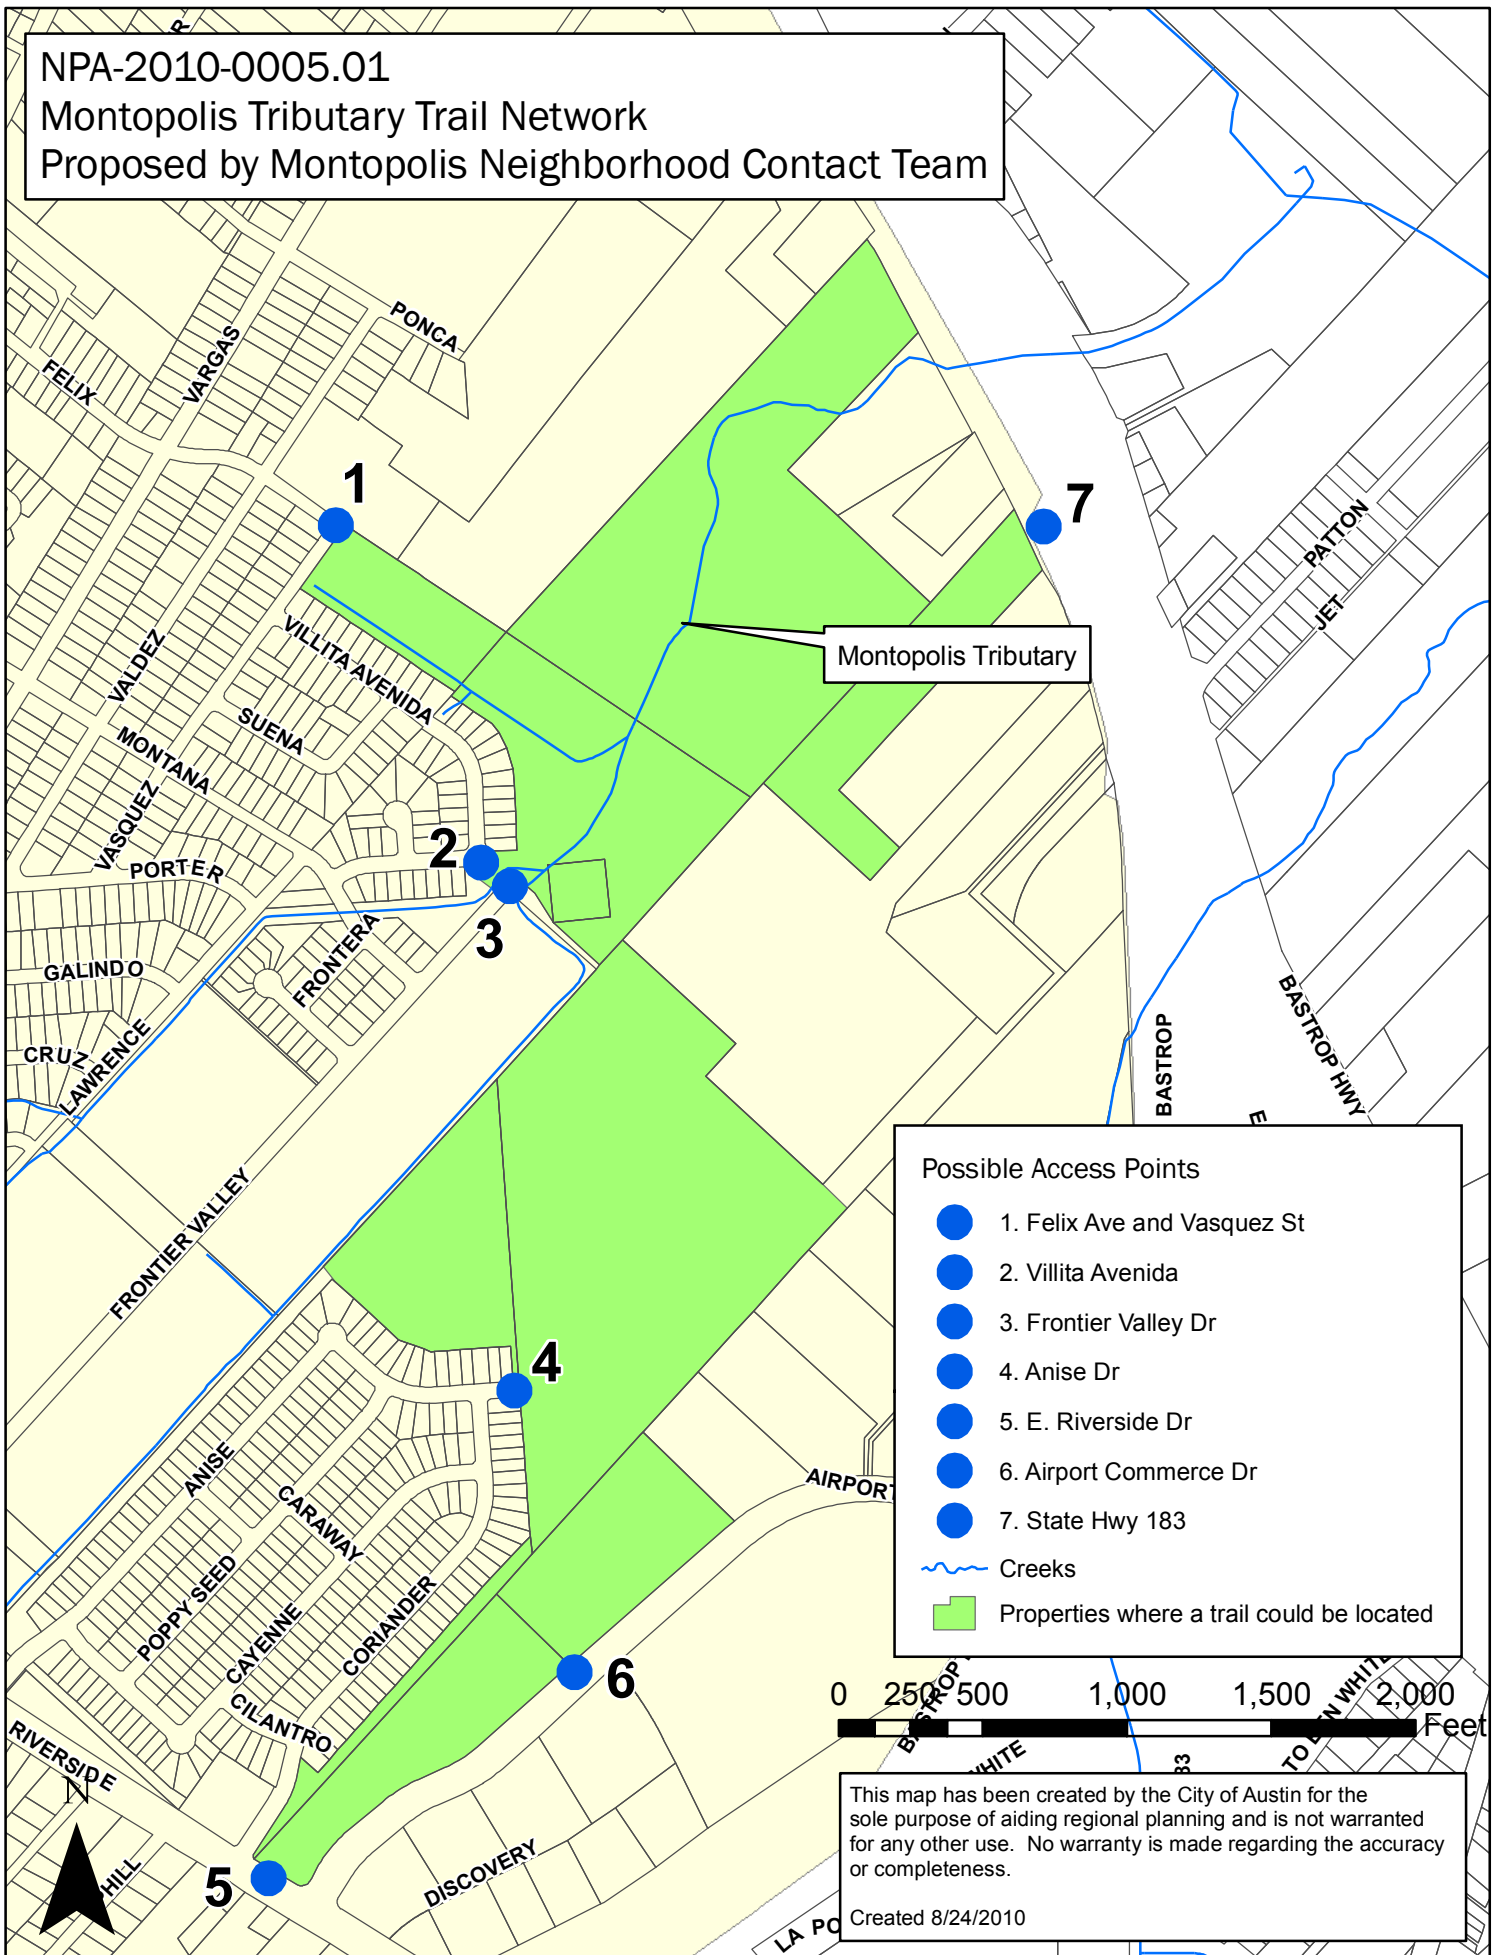 NPA-2010-0005.01
Montopolis Tributary Trail Network
Proposed by Montopolis Neighborhood Contact Team
PONCA
VARGAS
FELIX
1
7
PATTON
JET
Montopolis Tributary
VILLITA AVENIDA
VALDEZ
SUENA
MONTANA
VASQUEZ
2
PORTER
3
FRONTERA
GALINDO
CRUZ
LAWRENCE
BASTROP
BASTROP HWY
E
FRONTIER VALLEY
Possible Access Points
1. Felix Ave and Vasquez St
2. Villita Avenida
3. Frontier Valley Dr
4. Anise Dr
5. E. Riverside Dr
6. Airport Commerce Dr
7. State Hwy 183
Creeks
Properties where a trail could be located
4
ANISE
CARAWAY
AIRPORT
POPPY SEED
CAYENNE
CORIANDER
CILANTRO
6
RIVERSIDE
N
0 250 500 1,000 1,500 2,000
Feet
HILL
5
DISCOVERY
This map has been created by the City of Austin for the
sole purpose of aiding regional planning and is not warranted
for any other use. No warranty is made regarding the accuracy
or completeness.
Created 8/24/2010
LA PO